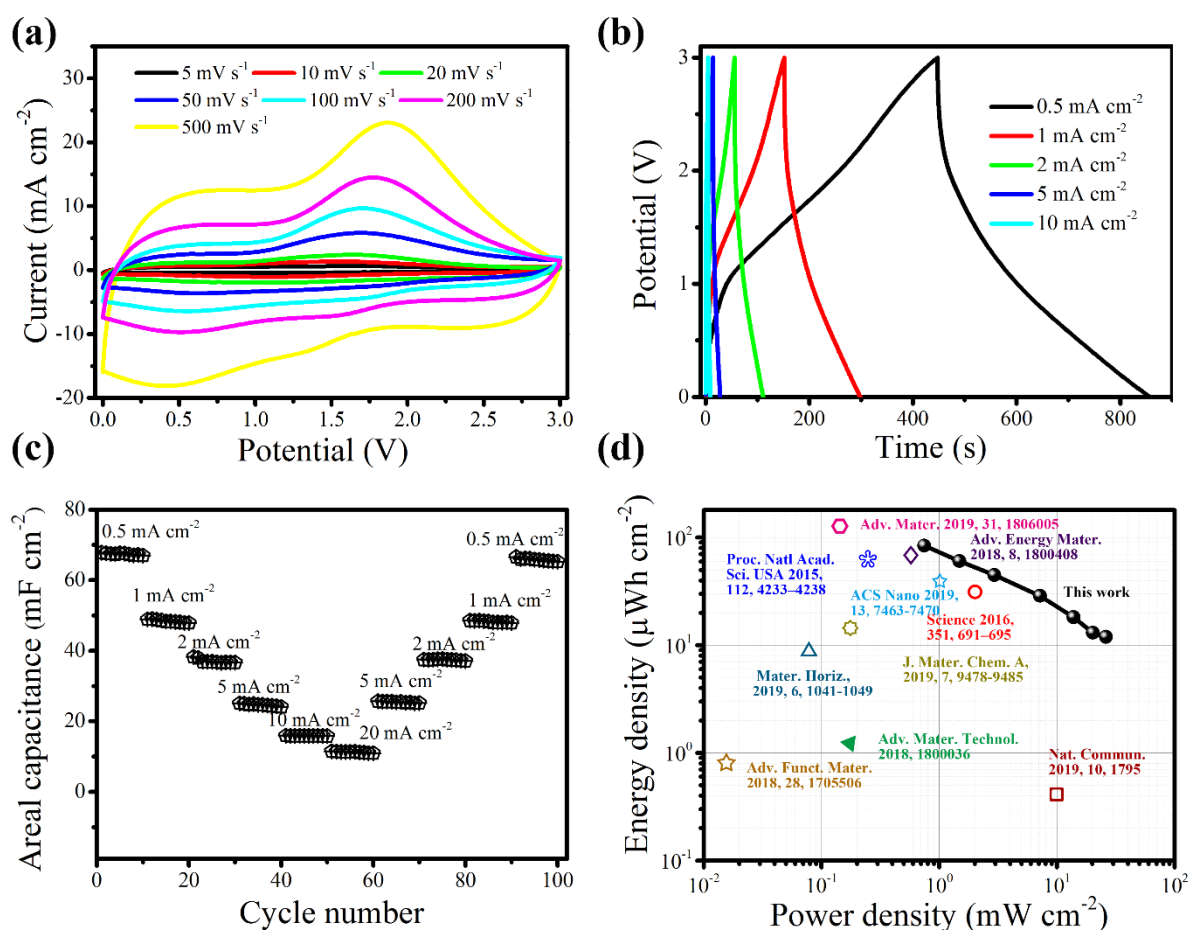 (a)
Current (mA cm⁻²)
30
20
10
0
-10
-20
5 mV s⁻¹ 10 mV s⁻¹ 20 mV s⁻¹
50 mV s⁻¹ 100 mV s⁻¹ 200 mV s⁻¹
500 mV s⁻¹
0.0 0.5 1.0 1.5 2.0 2.5 3.0
Potential (V)
(b)
Potential (V)
3
2
1
0
0.5 mA cm⁻²
1 mA cm⁻²
2 mA cm⁻²
5 mA cm⁻²
10 mA cm⁻²
0 200 400 600 800
Time (s)
(c)
Areal capacitance (mF cm⁻²)
80
60
40
20
0
0.5 mA cm⁻²
1 mA cm⁻²
2 mA cm⁻²
5 mA cm⁻²
10 mA cm⁻²
20 mA cm⁻²
5 mA cm⁻²
2 mA cm⁻²
1 mA cm⁻²
0.5 mA cm⁻²
0 20 40 60 80 100
Cycle number
(d)
Energy density (μ Wh cm⁻²)
10²
10¹
10⁰
10⁻¹
Adv. Mater. 2019, 31, 1806005
Adv. Energy Mater.
2018, 8, 1800408
Proc. Natl Acad.
Sci. USA 2015,
112, 4233–4238
ACS Nano 2019,
13, 7463-7470
This work
Science 2016,
351, 691–695
J. Mater. Chem. A,
2019, 7, 9478-9485
Mater. Horiz.,
2019, 6, 1041-1049
Adv. Mater. Technol.
2018, 1800036
Adv. Funct. Mater.
2018, 28, 1705506
Nat. Commun.
2019, 10, 1795
10⁻² 10⁻¹ 10⁰ 10¹ 10²
Power density (mW cm⁻²)